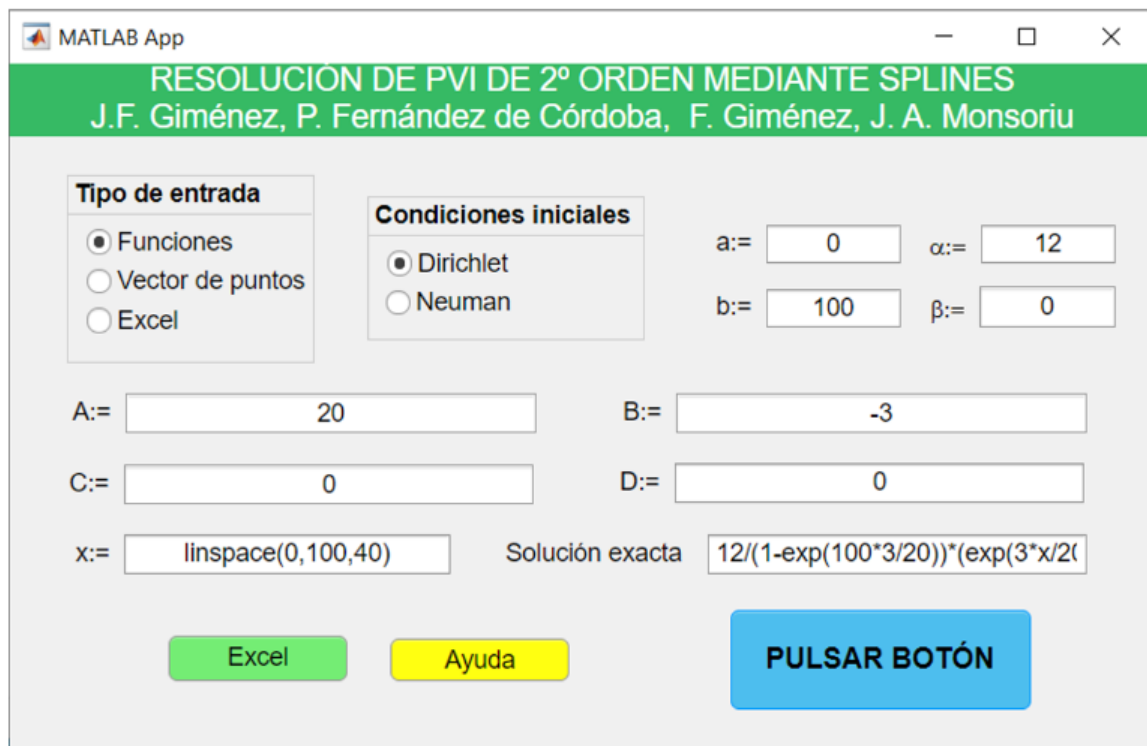 MATLAB App
RESOLUCIÓN DE PVI DE 2º ORDEN MEDIANTE SPLINES
J.F. Giménez, P. Fernández de Córdoba, F. Giménez, J. A. Monsoriu
Tipo de entrada
Funciones
Vector de puntos
Excel
Condiciones iniciales
Dirichlet
Neuman
a:= 0 α:= 12
b:= 100 β:= 0
A:= 20 B:= -3
C:= 0 D:= 0
x:= linspace(0,100,40) Solución exacta 12/(1-exp(100*3/20))*(exp(3*x/20
Excel Ayuda PULSAR BOTÓN